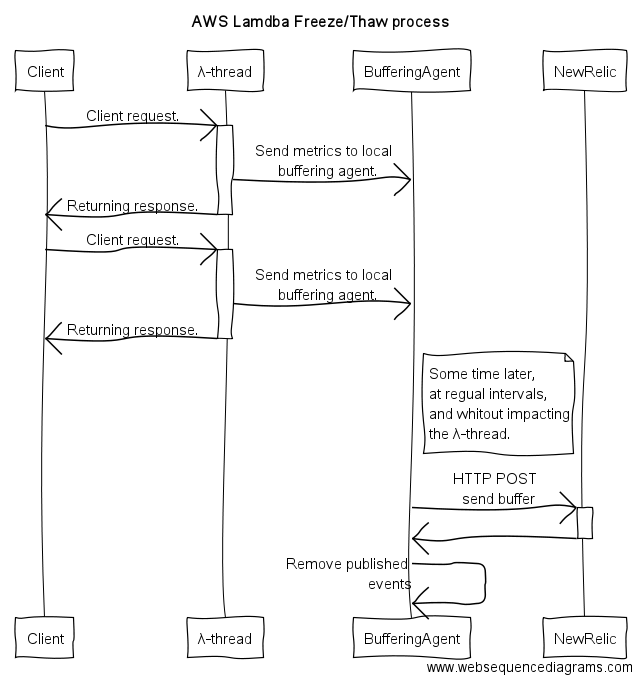 AWS Lamdba Freeze/Thaw process
Client
λ-thread
BufferingAgent
NewRelic
Client request.
Send metrics to local
buffering agent.
Returning response.
Client request.
Send metrics to local
buffering agent.
Returning response.
Some time later,
at regual intervals,
and whitout impacting
the λ-thread.
HTTP POST
send buffer
Remove published
events
Client
λ-thread
BufferingAgent
NewRelic
www.websequencediagrams.com